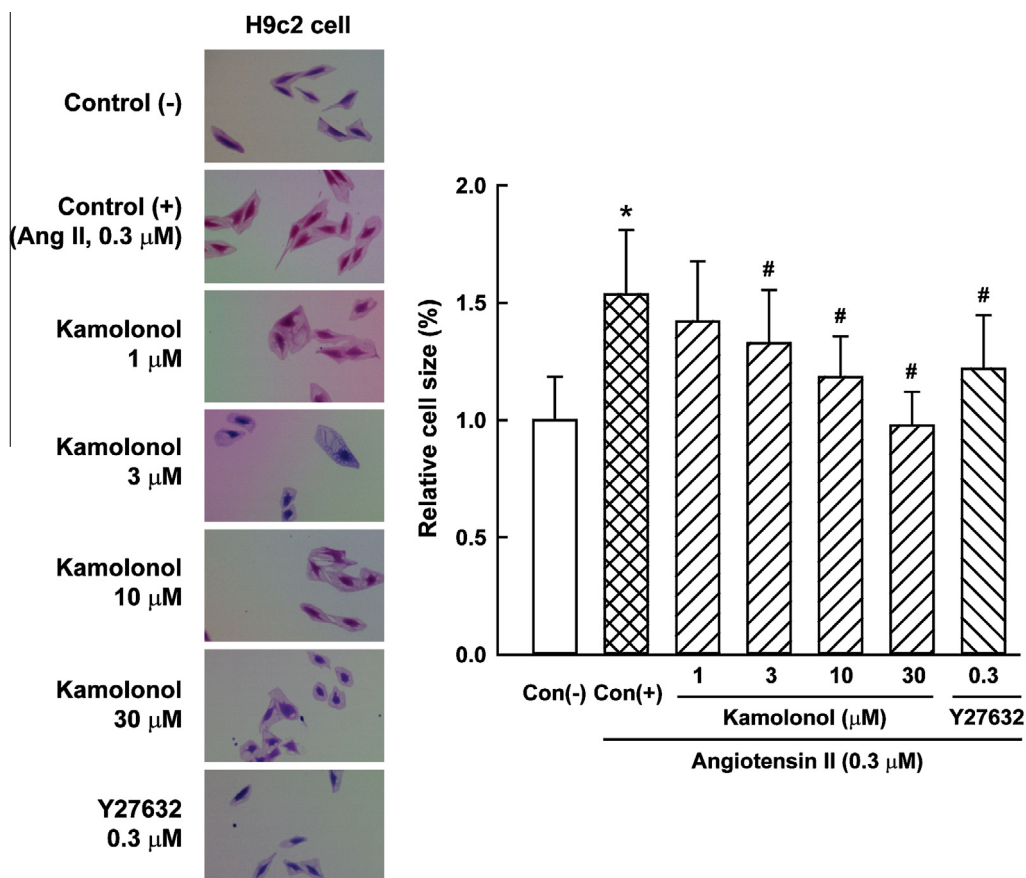 H9c2 cell
Control (-)
Control (+)
(Ang II, 0.3 μM)
Kamolonol
1 μM
Kamolonol
3 μM
Kamolonol
10 μM
Kamolonol
30 μM
Y27632
0.3 μM
Relative cell size (%)
2.0
1.5
1.0
0.5
0.0
*
#
#
#
#
Con(-) Con(+) 1 3 10 30 0.3
Kamolonol (μM) Y27632
Angiotensin II (0.3 μM)